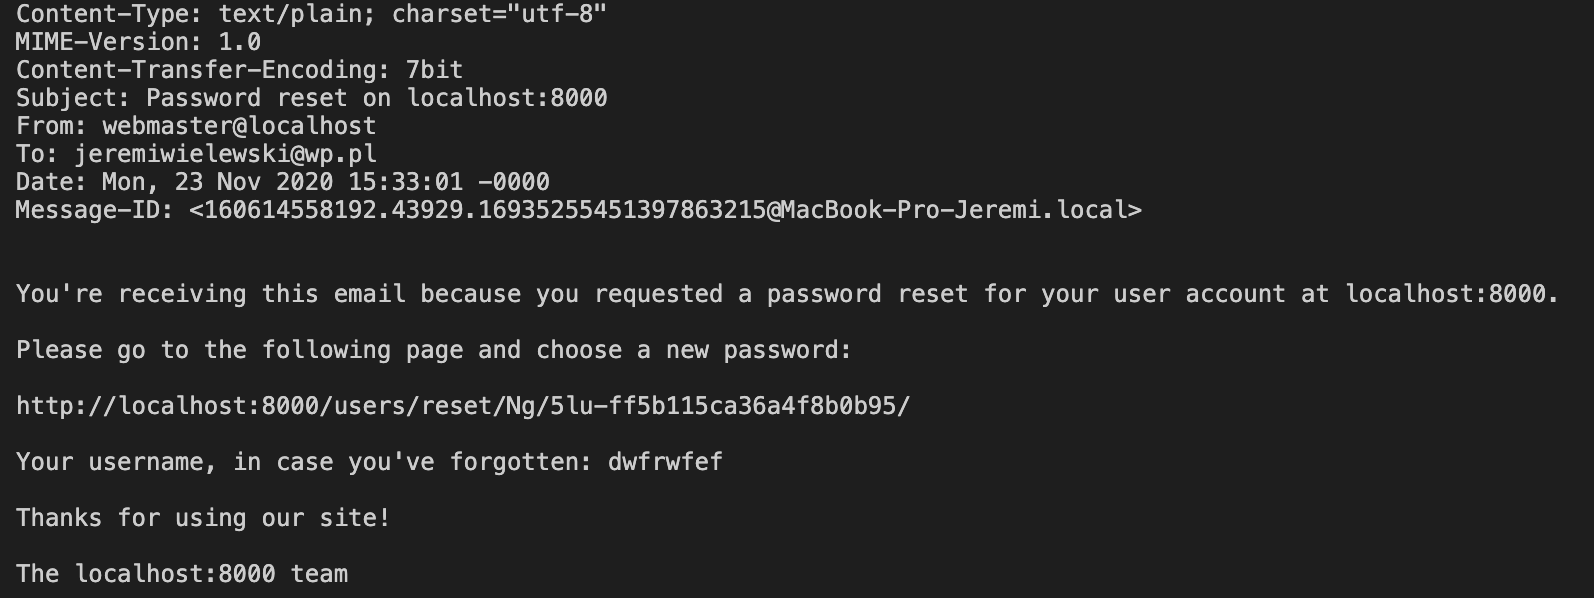 Content-Type: text/plain; charset="utf-8"
MIME-Version: 1.0
Content-Transfer-Encoding: 7bit
Subject: Password reset on localhost:8000
From: webmaster@localhost
To: jeremiwielewski@wp.pl
Date: Mon, 23 Nov 2020 15:33:01 -0000
Message-ID: <160614558192.43929.16935255451397863215@MacBook-Pro-Jeremi.local>
You're receiving this email because you requested a password reset for your user account at localhost:8000.
Please go to the following page and choose a new password:
http://localhost:8000/users/reset/Ng/5lu-ff5b115ca36a4f8b0b95/
Your username, in case you've forgotten: dwfrwfef
Thanks for using our site!
The localhost:8000 team